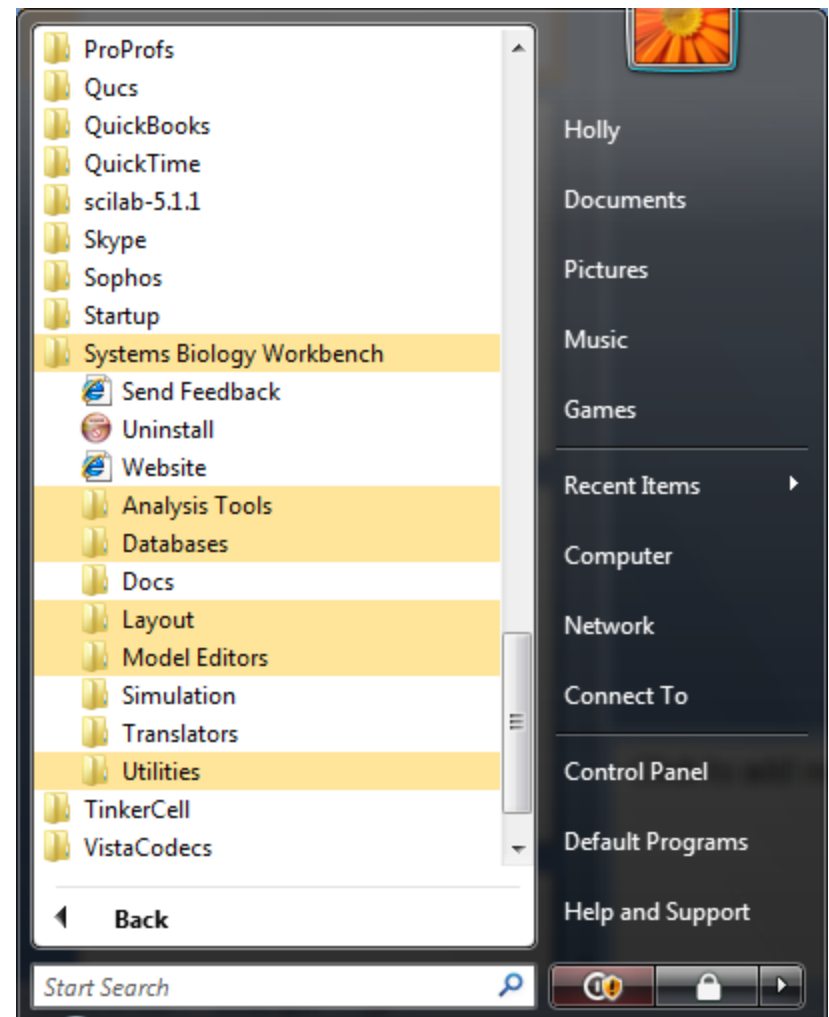 ProProfs
Qucs
QuickBooks
QuickTime
scilab-5.1.1
Skype
Sophos
Startup
Systems Biology Workbench
Send Feedback
Uninstall
Website
Analysis Tools
Databases
Docs
Layout
Model Editors
Simulation
Translators
Utilities
TinkerCell
VistaCodecs
Back
Start Search
Holly
Documents
Pictures
Music
Games
Recent Items
Computer
Network
Connect To
Control Panel
Default Programs
Help and Support